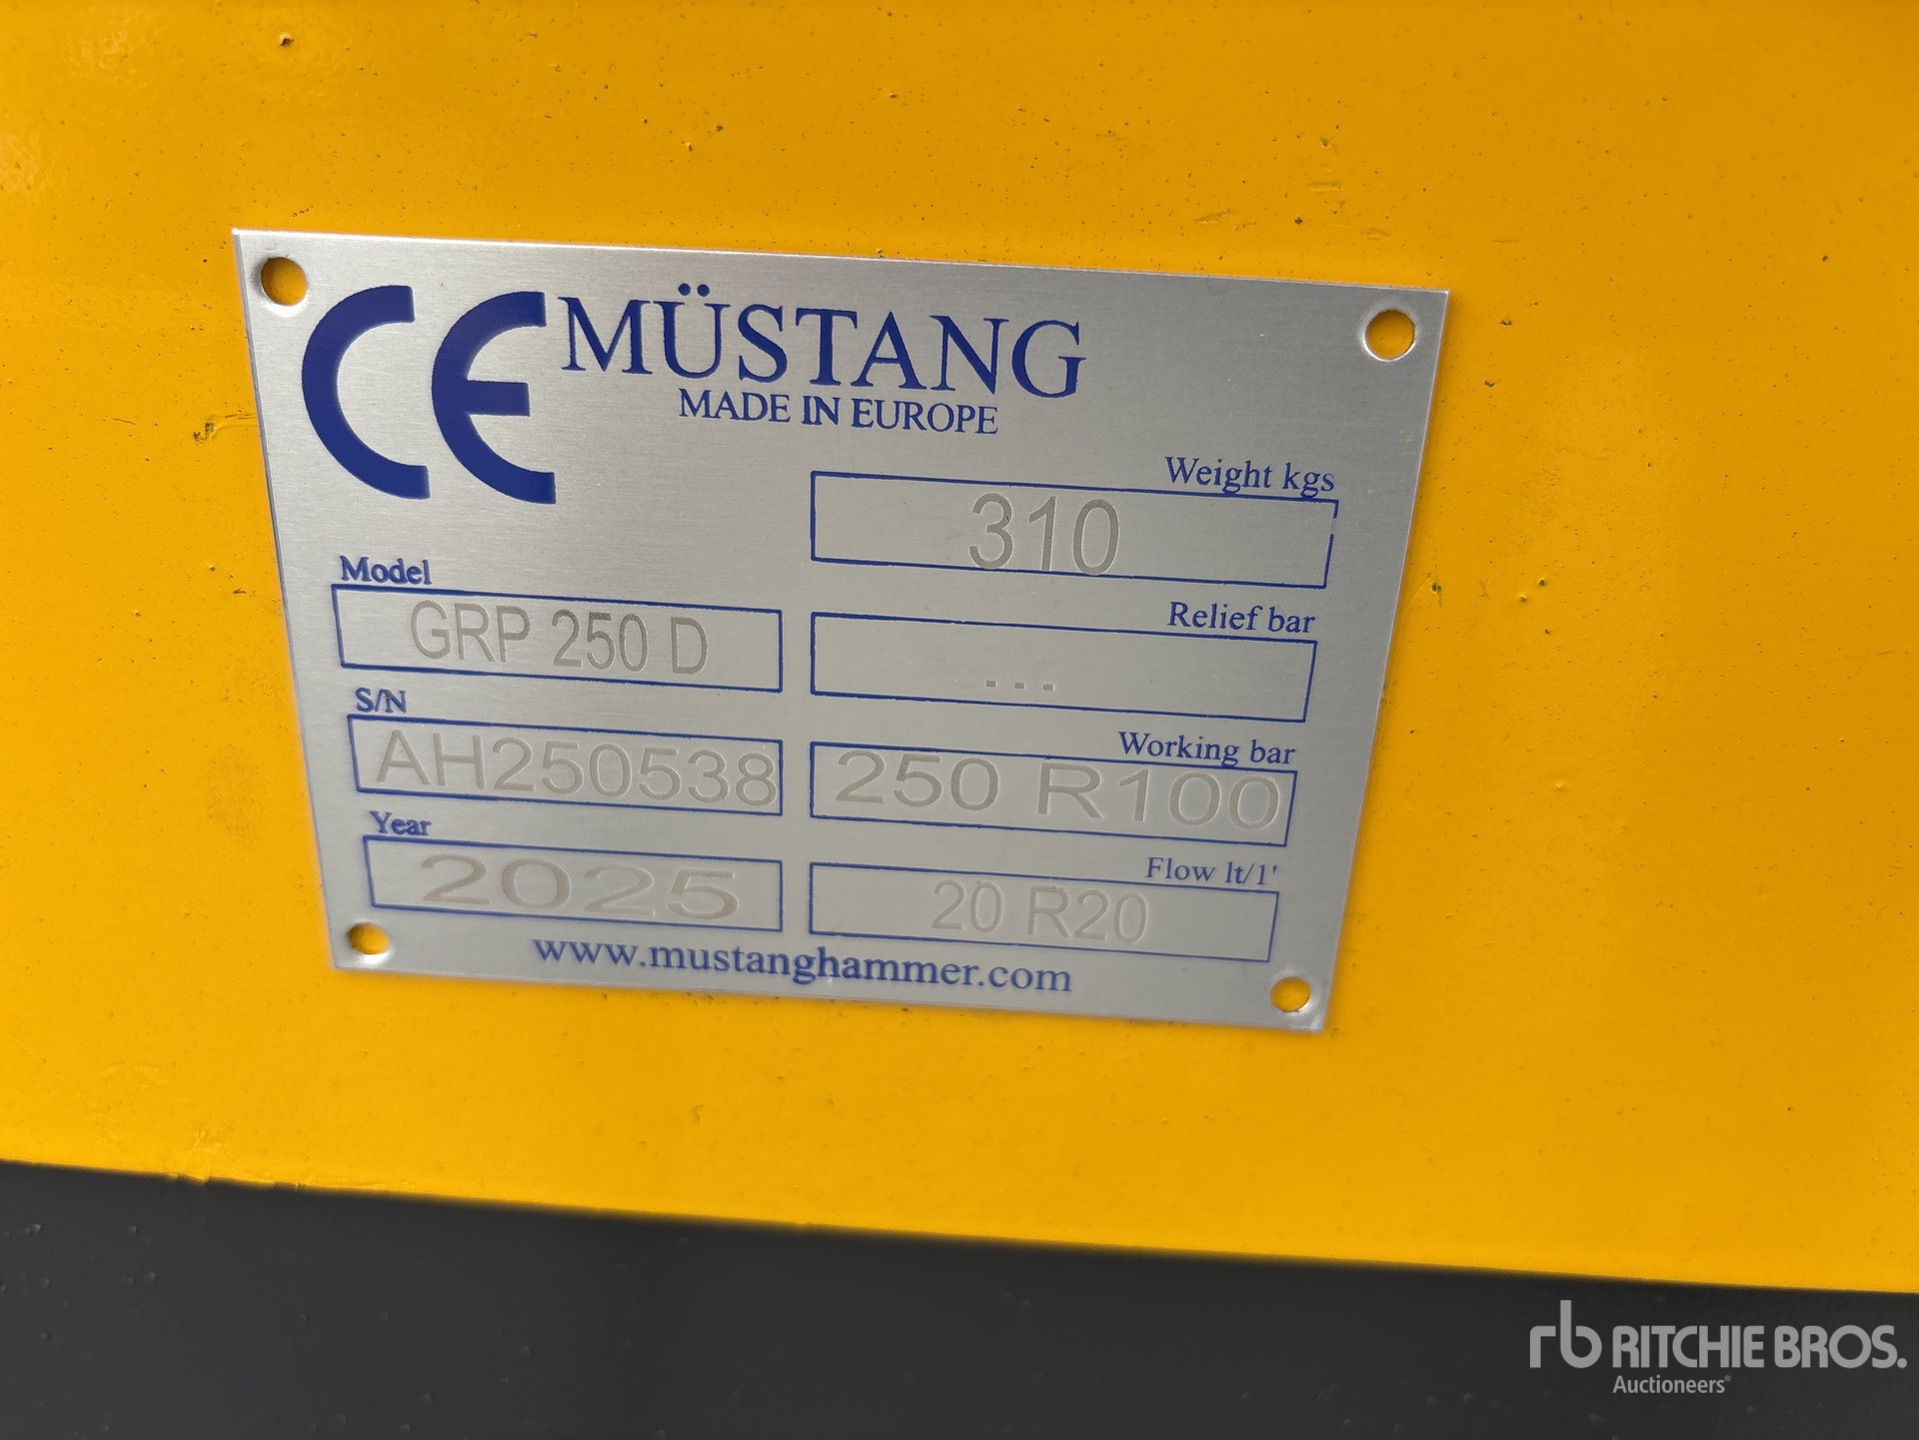 CE MÜSTANG
MADE IN EUROPE
Weight kgs
310
Model
GRP 250 D
Relief bar
...
S/N
AH250538
Working bar
250 R100
Year
2025
Flow lt/1'
20 R20
www.mustanghammer.com
rb RITCHIE BROS.
Auctioneers®